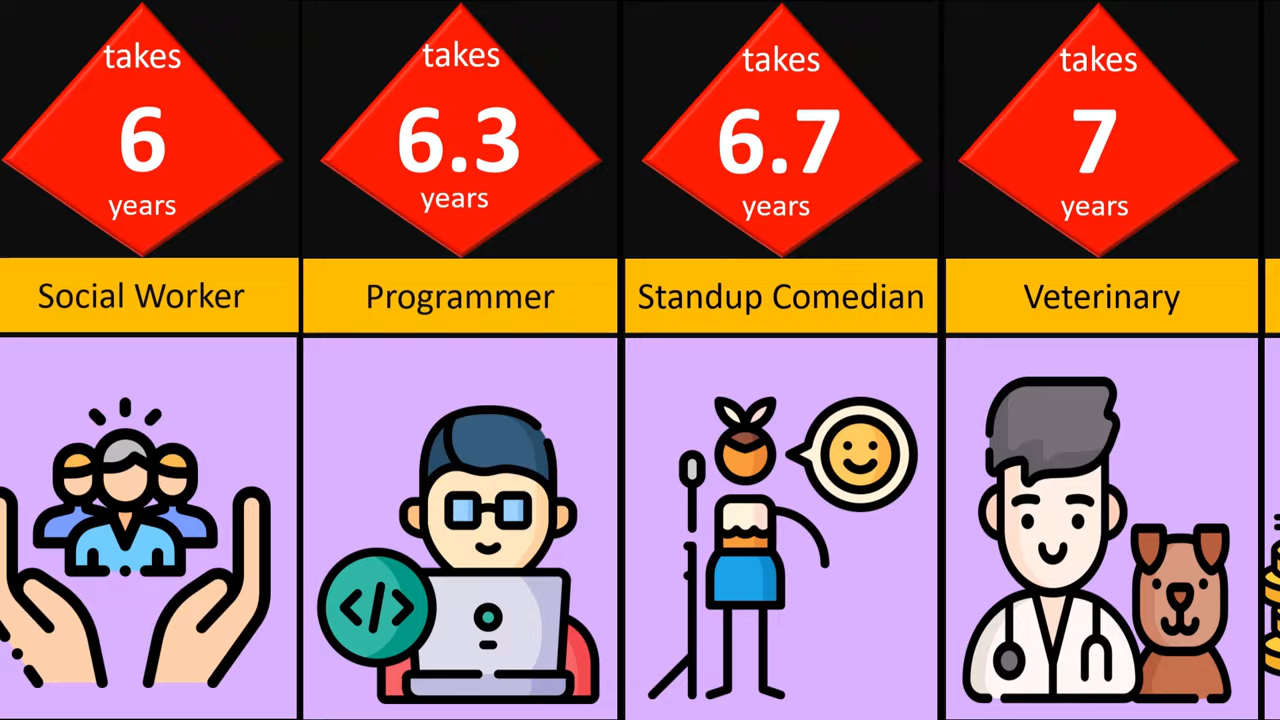 takes
6
years
Social Worker
takes
6.3
years
Programmer
takes
6.7
years
Standup Comedian
takes
7
years
Veterinary
</>